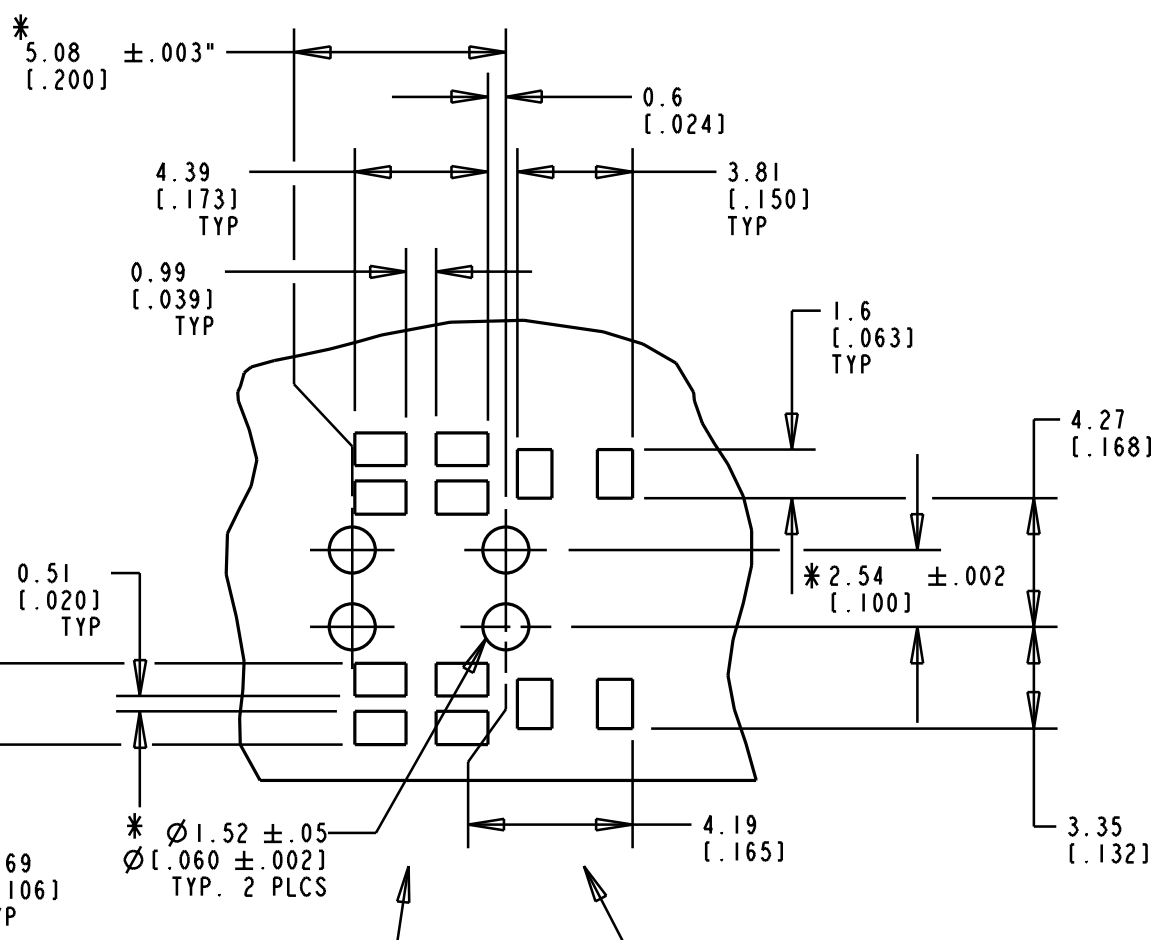 *
5.08 ±.003"
[.200]
0.6
[.024]
4.39
[.173]
TYP
3.81
[.150]
TYP
0.99
[.039]
TYP
1.6
[.063]
TYP
4.27
[.168]
* 2.54 ±.002
[.100]
0.51
[.020]
TYP
* Ø1.52 ±.05
Ø[.060 ±.002]
TYP. 2 PLCS
4.19
[.165]
3.35
[.132]
69
106]